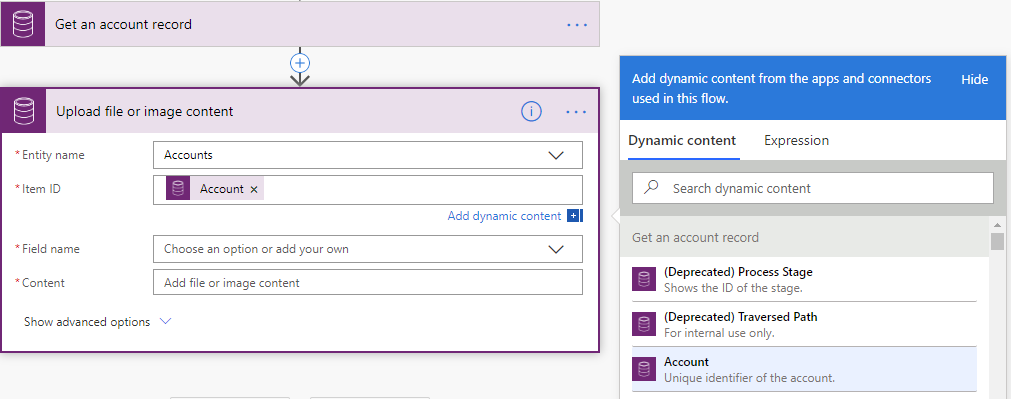 Get an account record
...
Upload file or image content
i
...
* Entity name
Accounts
* Item ID
Account ×
Add dynamic content +
* Field name
Choose an option or add your own
* Content
Add file or image content
Show advanced options
Add dynamic content from the apps and connectors
used in this flow.
Hide
Dynamic content
Expression
Search dynamic content
Get an account record
(Deprecated) Process Stage
Shows the ID of the stage.
(Deprecated) Traversed Path
For internal use only.
Account
Unique identifier of the account.